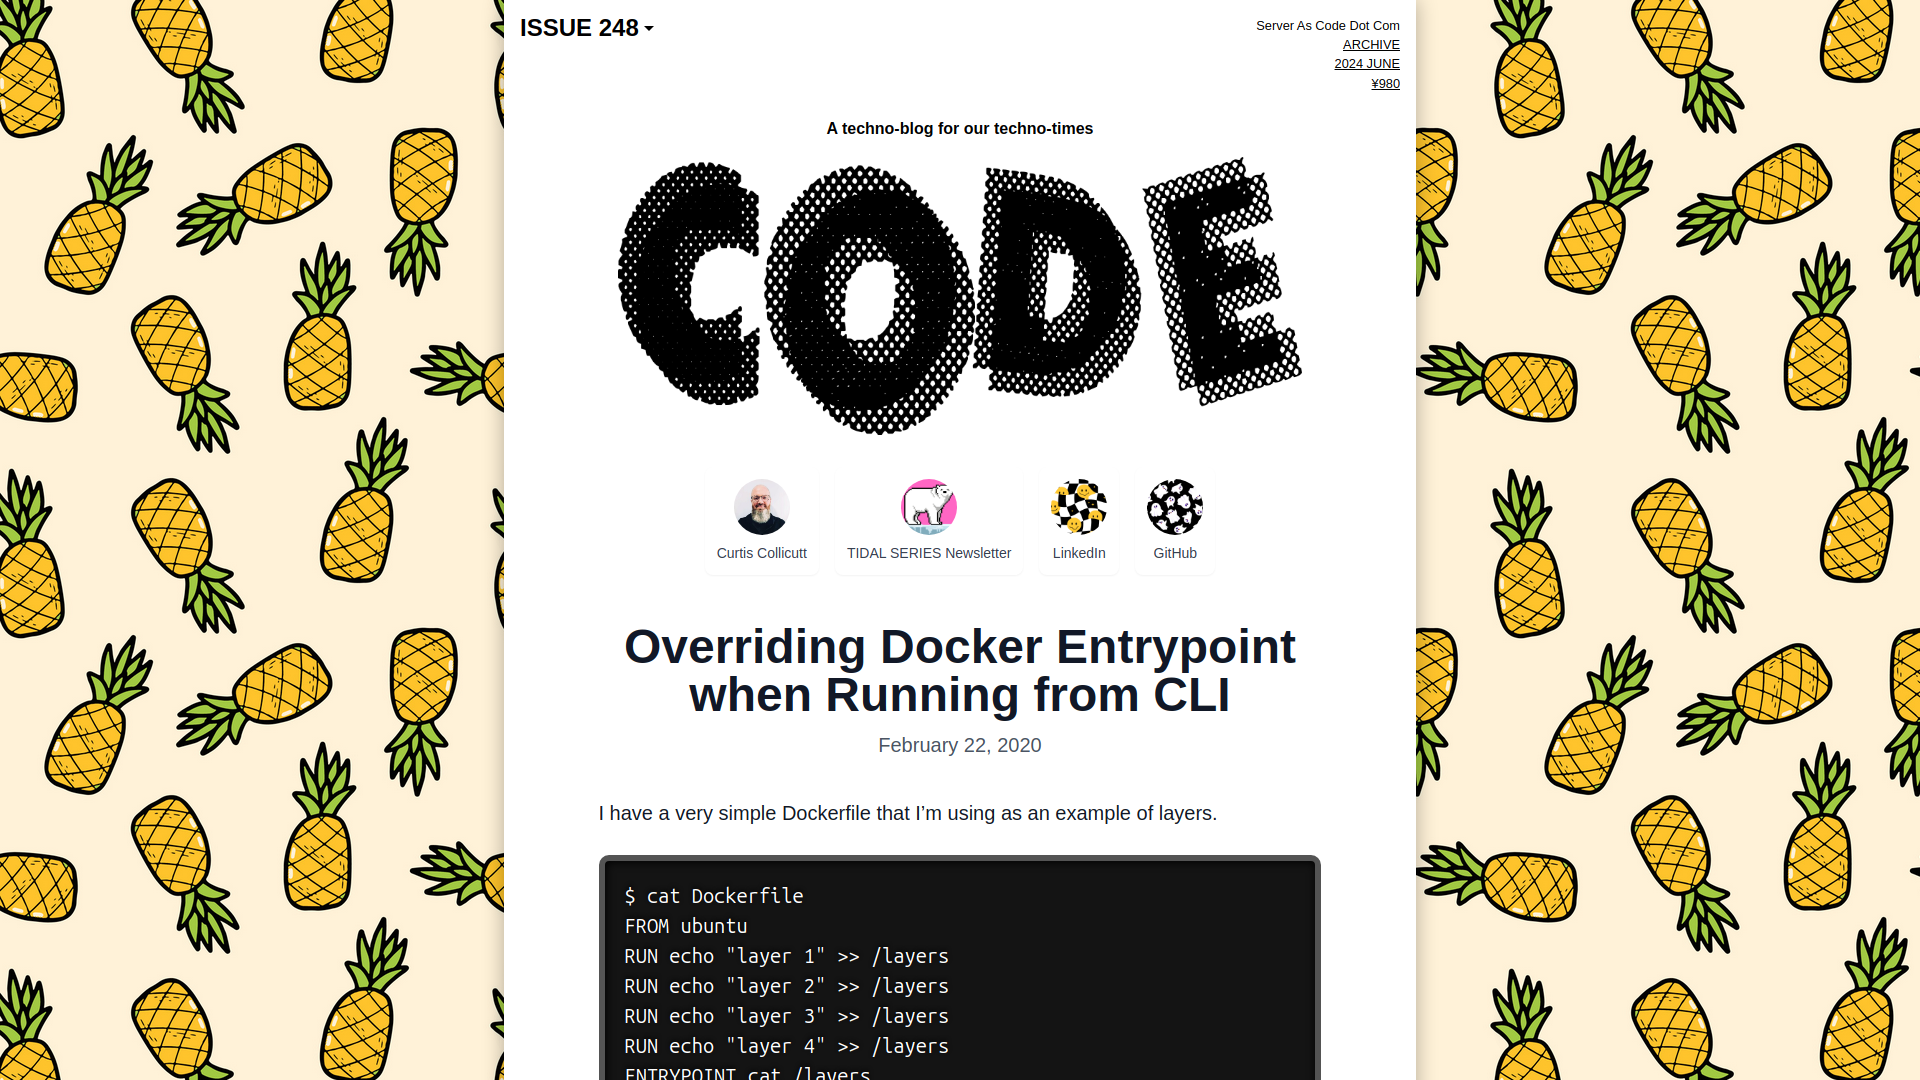 ISSUE 248
Server As Code Dot Com
ARCHIVE
2024 JUNE
¥980
A techno-blog for our techno-times
CODE
Curtis Collicutt
TIDAL SERIES Newsletter
LinkedIn
GitHub
Overriding Docker Entrypoint
when Running from CLI
February 22, 2020
I have a very simple Dockerfile that I’m using as an example of layers.
$ cat Dockerfile
FROM ubuntu
RUN echo "layer 1" >> /layers
RUN echo "layer 2" >> /layers
RUN echo "layer 3" >> /layers
RUN echo "layer 4" >> /layers
ENTRYPOINT cat /layers